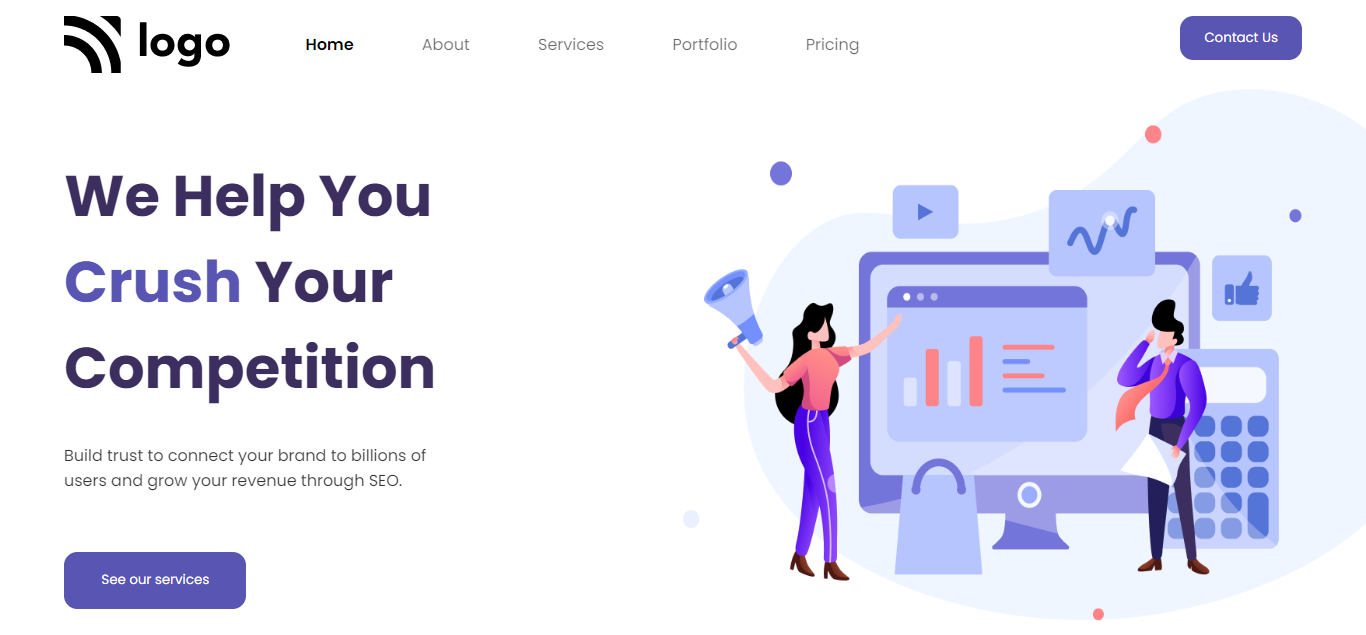 logo
Home
About
Services
Portfolio
Pricing
Contact Us
We Help You
Crush Your
Competition
Build trust to connect your brand to billions of
users and grow your revenue through SEO.
See our services